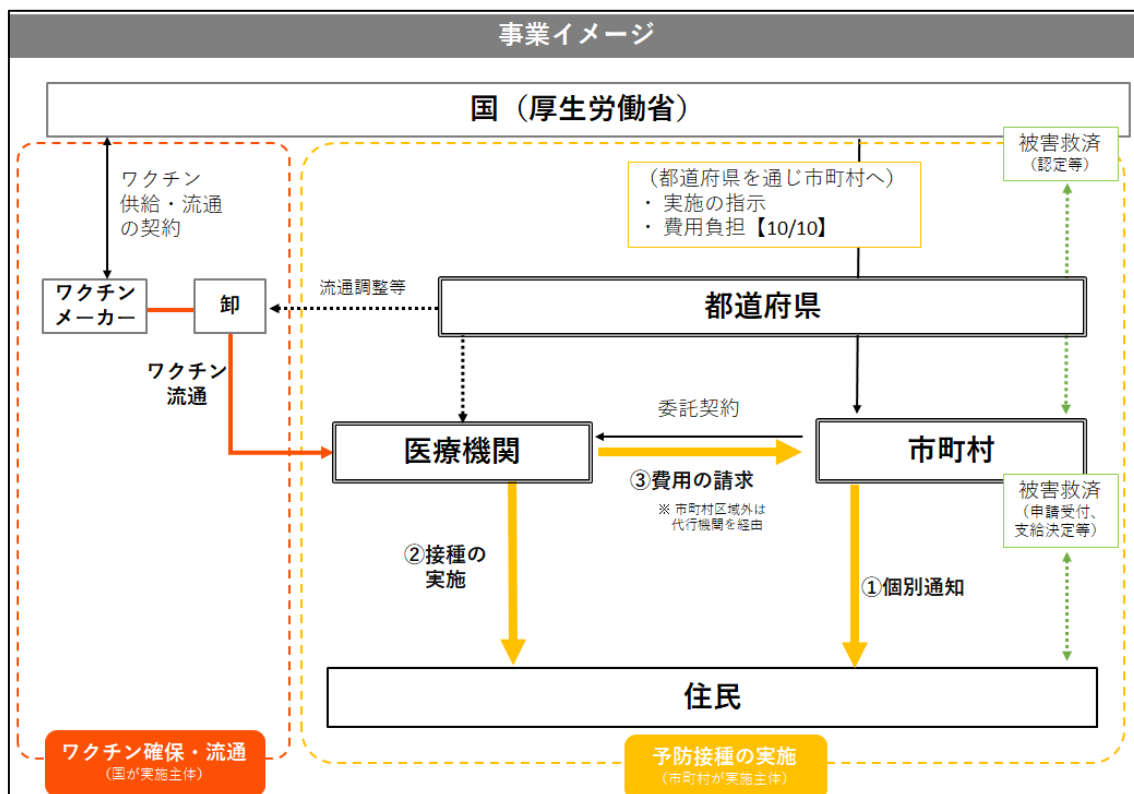 事業イメージ
国（厚生労働省）
被害救済
（認定等）
ワクチン
供給・流通
の契約
（都道府県を通じ市町村へ）
・ 実施の指示
・ 費用負担【10/10】
ワクチン
メーカー
卸
流通調整等
都道府県
ワクチン
流通
委託契約
医療機関
市町村
③費用の請求
※ 市町村区域外は
代行機関を経由
被害救済
（申請受付、
支給決定等）
②接種の
実施
①個別通知
住民
ワクチン確保・流通
（国が実施主体）
予防接種の実施
（市町村が実施主体）